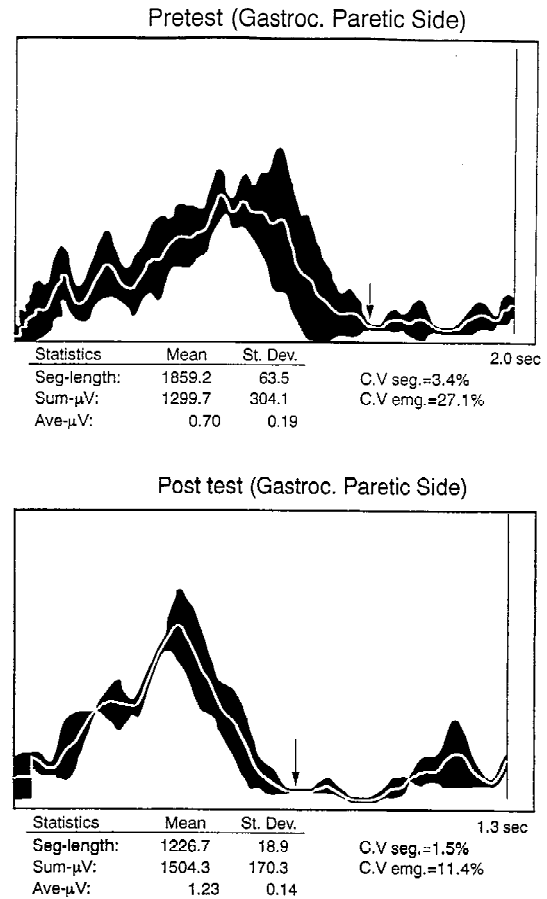 Pretest (Gastroc. Paretic Side)
2.0 sec
Statistics Mean St. Dev.
Seg-length: 1859.2 63.5 C.V seg.=3.4%
Sum-µV: 1299.7 304.1 C.V emg.=27.1%
Ave-µV: 0.70 0.19
Post test (Gastroc. Paretic Side)
1.3 sec
Statistics Mean St. Dev.
Seg-length: 1226.7 18.9 C.V seg.=1.5%
Sum-µV: 1504.3 170.3 C.V emg.=11.4%
Ave-µV: 1.23 0.14